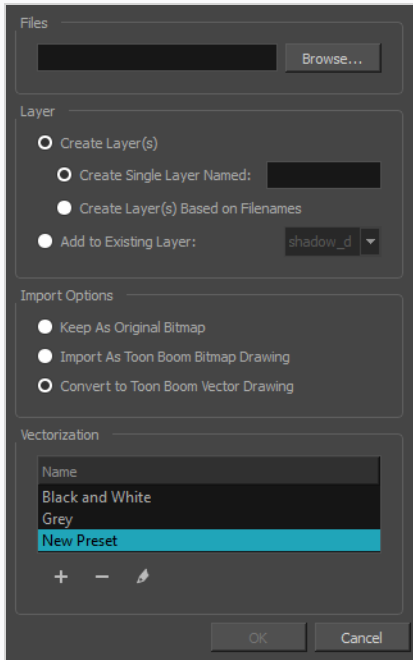 Files
Browse...
Layer
Create Layer(s)
Create Single Layer Named:
Create Layer(s) Based on Filenames
Add to Existing Layer: shadow_d
Import Options
Keep As Original Bitmap
Import As Toon Boom Bitmap Drawing
Convert to Toon Boom Vector Drawing
Vectorization
Name
Black and White
Grey
New Preset
OK Cancel